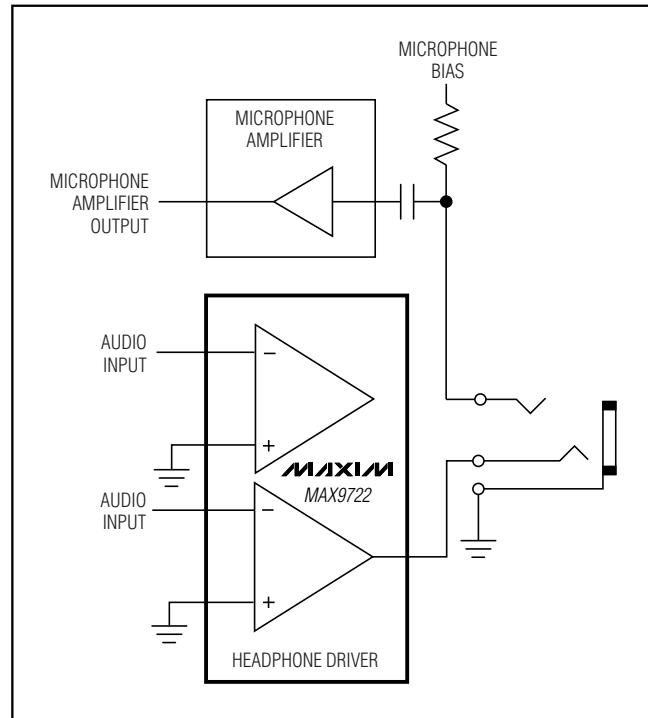 MICROPHONE
BIAS
MICROPHONE
AMPLIFIER
MICROPHONE
AMPLIFIER
OUTPUT
AUDIO
INPUT
−
+
MAXIM
MAX9722
AUDIO
INPUT
−
+
HEADPHONE DRIVER